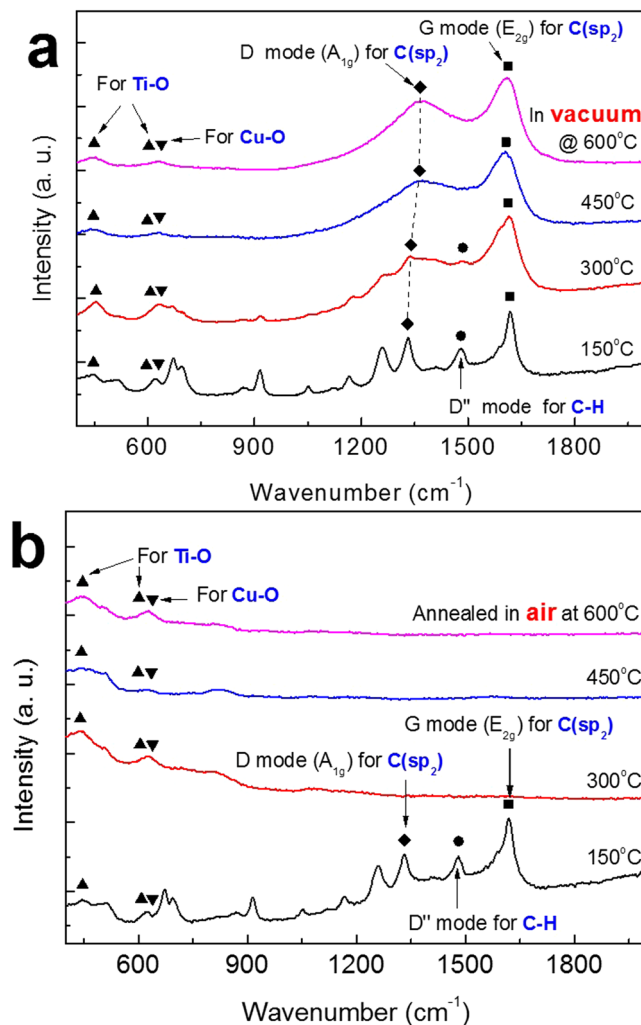 a
D mode (A1g) for C(sp2)
G mode (E2g) for C(sp2)
For Ti-O
For Cu-O
In vacuum
@ 600°C
450°C
300°C
150°C
D" mode for C-H
Intensity (a. u.)
600 900 1200 1500 1800
Wavenumber (cm-1)
b
For Ti-O
For Cu-O
Annealed in air at 600°C
450°C
G mode (E2g) for C(sp2)
D mode (A1g) for C(sp2)
300°C
150°C
D" mode for C-H
Intensity (a. u.)
600 900 1200 1500 1800
Wavenumber (cm-1)